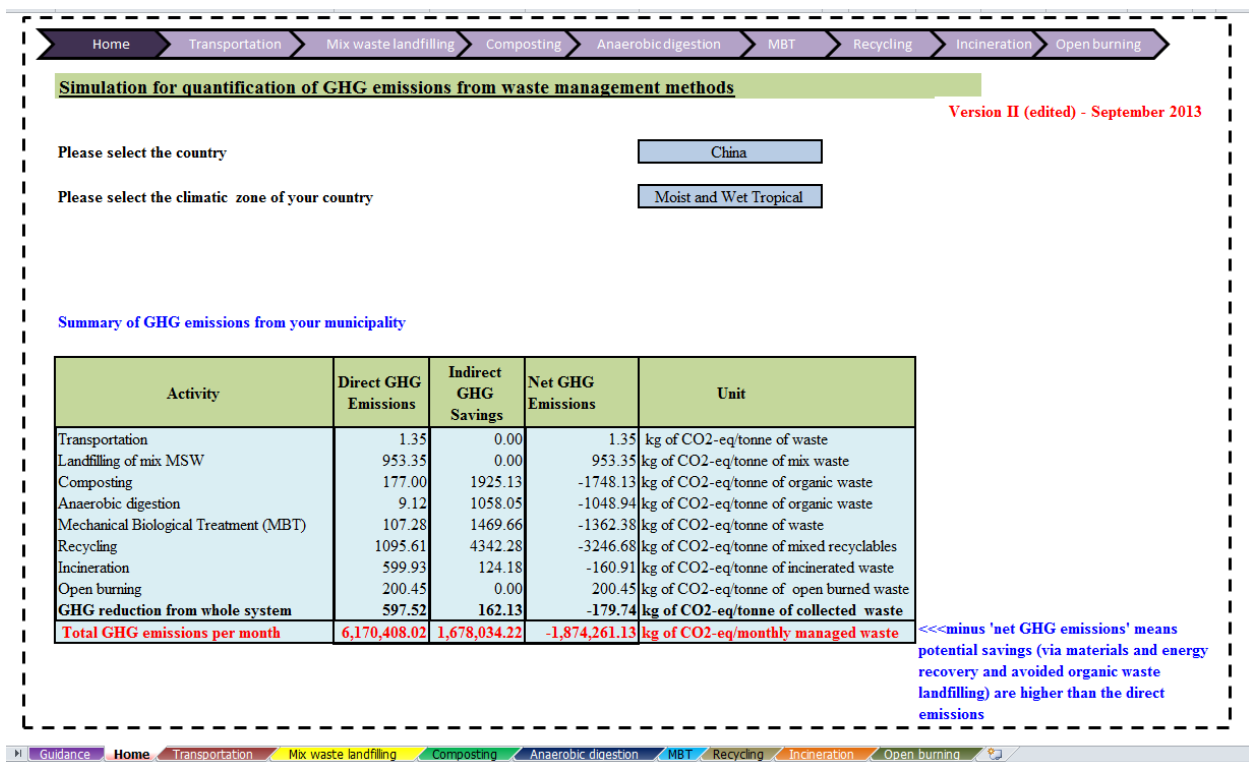 Home Transportation Mix waste landfilling Composting Anaerobic digestion MBT Recycling Incineration Open burning
Simulation for quantification of GHG emissions from waste management methods
Version II (edited) - September 2013
Please select the country China
Please select the climatic zone of your country Moist and Wet Tropical
Summary of GHG emissions from your municipality
Activity Direct GHG Emissions Indirect GHG Savings Net GHG Emissions Unit
Transportation 1.35 0.00 1.35 kg of CO2-eq/tonne of waste
Landfilling of mix MSW 953.35 0.00 953.35 kg of CO2-eq/tonne of mix waste
Composting 177.00 1925.13 -1748.13 kg of CO2-eq/tonne of organic waste
Anaerobic digestion 9.12 1058.05 -1048.94 kg of CO2-eq/tonne of organic waste
Mechanical Biological Treatment (MBT) 107.28 1469.66 -1362.38 kg of CO2-eq/tonne of waste
Recycling 1095.61 4342.28 -3246.68 kg of CO2-eq/tonne of mixed recyclables
Incineration 599.93 124.18 -160.91 kg of CO2-eq/tonne of incinerated waste
Open burning 200.45 0.00 200.45 kg of CO2-eq/tonne of open burned waste
GHG reduction from whole system 597.52 162.13 -179.74 kg of CO2-eq/tonne of collected waste
Total GHG emissions per month 6,170,408.02 1,678,034.22 -1,874,261.13 kg of CO2-eq/monthly managed waste
<<<minus 'net GHG emissions' means
potential savings (via materials and energy
recovery and avoided organic waste
landfilling) are higher than the direct
emissions
Guidance Home Transportation Mix waste landfilling Composting Anaerobic digestion MBT Recycling Incineration Open burning